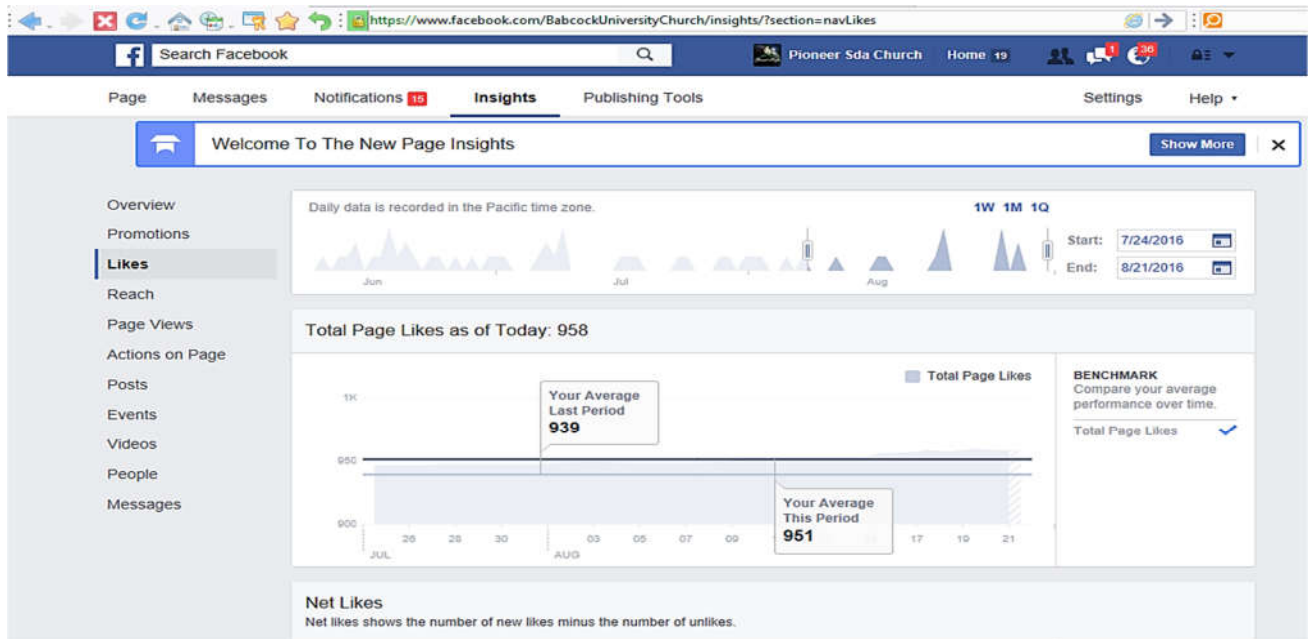 https://www.facebook.com/BabcockUniversityChurch/insights/?section=navLikes
f Search Facebook Pioneer Sda Church Home 19 1 36
Page Messages Notifications 15 Insights Publishing Tools Settings Help
Welcome To The New Page Insights Show More
Overview
Promotions
Likes
Reach
Page Views
Actions on Page
Posts
Events
Videos
People
Messages
Daily data is recorded in the Pacific time zone.
1W 1M 1Q
Start: 7/24/2016
End: 8/21/2016
Jun Jul Aug
Total Page Likes as of Today: 958
Total Page Likes
BENCHMARK
Compare your average
performance over time.
Total Page Likes
1K
950
900
Your Average
Last Period
939
Your Average
This Period
951
26 28 30 03 05 07 09 17 19 21
JUL AUG
Net Likes
Net likes shows the number of new likes minus the number of unlikes.